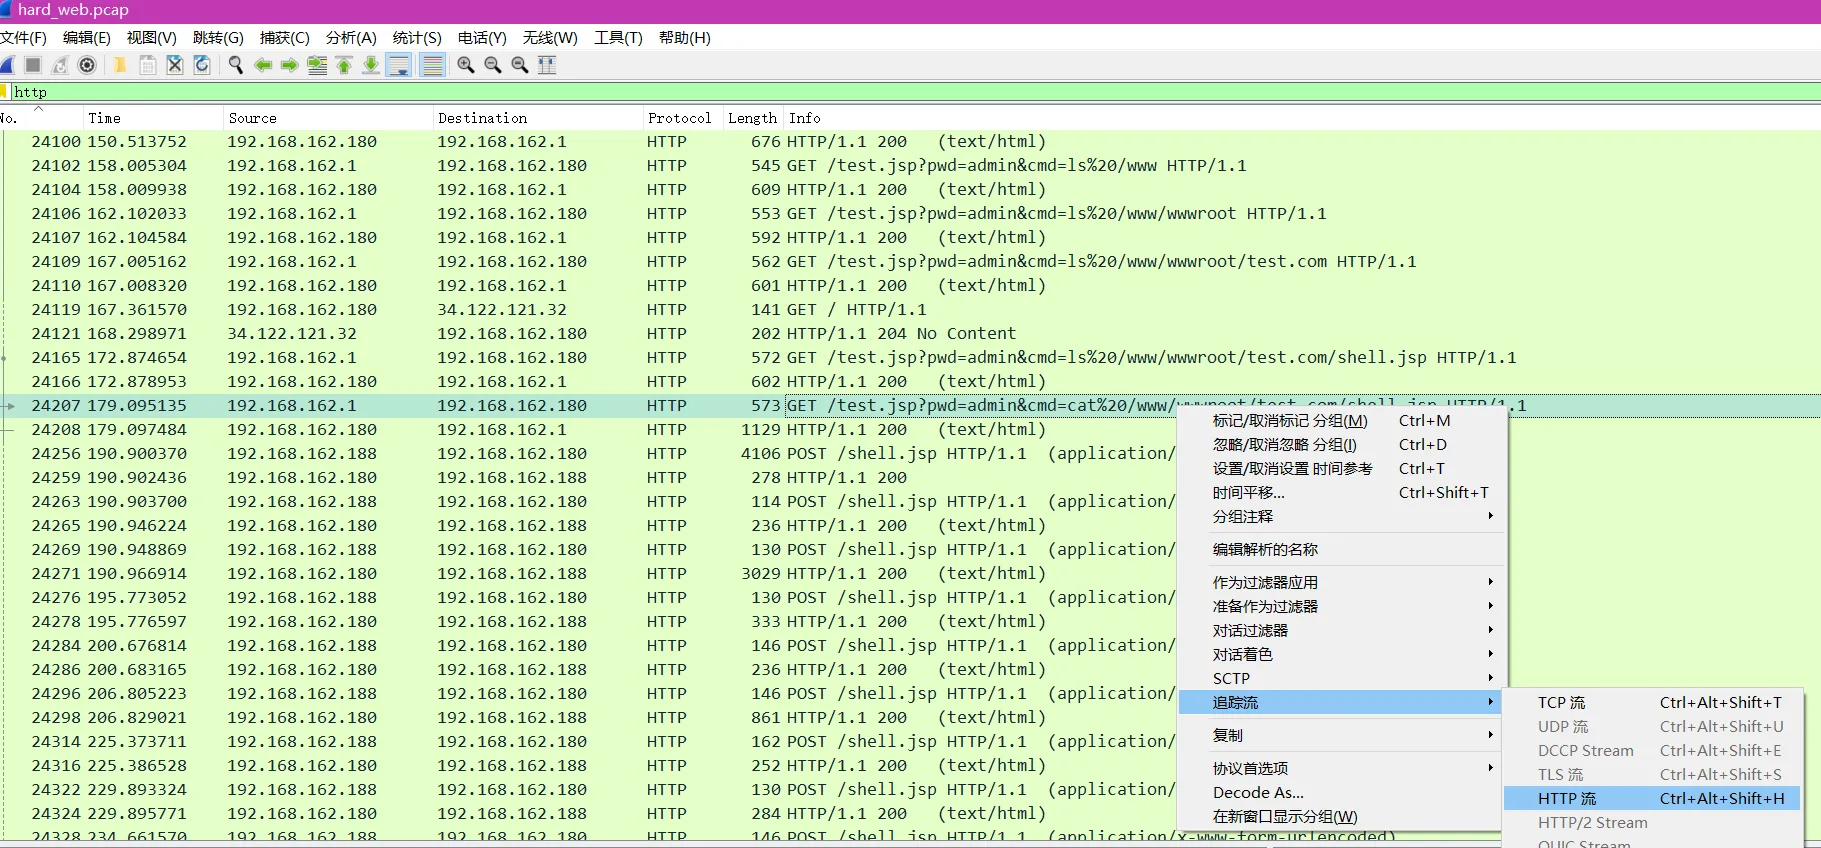 hard_web.pcap
文件(F) 编辑(E) 视图(V) 跳转(G) 捕获(C) 分析(A) 统计(S) 电话(Y) 无线(W) 工具(T) 帮助(H)
http
No. Time Source Destination Protocol Length Info
24100 150.513752 192.168.162.180 192.168.162.1 HTTP 676 HTTP/1.1 200 (text/html)
24102 158.005304 192.168.162.1 192.168.162.180 HTTP 545 GET /test.jsp?pwd=admin&cmd=ls%20/www HTTP/1.1
24104 158.009938 192.168.162.180 192.168.162.1 HTTP 609 HTTP/1.1 200 (text/html)
24106 162.102033 192.168.162.1 192.168.162.180 HTTP 553 GET /test.jsp?pwd=admin&cmd=ls%20/www/wwwroot HTTP/1.1
24107 162.104584 192.168.162.180 192.168.162.1 HTTP 592 HTTP/1.1 200 (text/html)
24109 167.005162 192.168.162.1 192.168.162.180 HTTP 562 GET /test.jsp?pwd=admin&cmd=ls%20/www/wwwroot/test.com HTTP/1.1
24110 167.008320 192.168.162.180 192.168.162.1 HTTP 601 HTTP/1.1 200 (text/html)
24119 167.361570 192.168.162.180 34.122.121.32 HTTP 141 GET / HTTP/1.1
24121 168.298971 34.122.121.32 192.168.162.180 HTTP 202 HTTP/1.1 204 No Content
24165 172.874654 192.168.162.1 192.168.162.180 HTTP 572 GET /test.jsp?pwd=admin&cmd=ls%20/www/wwwroot/test.com/shell.jsp HTTP/1.1
24166 172.878953 192.168.162.180 192.168.162.1 HTTP 602 HTTP/1.1 200 (text/html)
24207 179.095135 192.168.162.1 192.168.162.180 HTTP 573 GET /test.jsp?pwd=admin&cmd=cat%20/www/wwwroot/test.com/shell.jsp HTTP/1.1
24208 179.097484 192.168.162.180 192.168.162.1 HTTP 1129 HTTP/1.1 200 (text/html)
24256 190.900370 192.168.162.188 192.168.162.180 HTTP 4106 POST /shell.jsp HTTP/1.1 (application/
24259 190.902436 192.168.162.180 192.168.162.188 HTTP 278 HTTP/1.1 200
24263 190.903700 192.168.162.188 192.168.162.180 HTTP 114 POST /shell.jsp HTTP/1.1 (application/
24265 190.946224 192.168.162.180 192.168.162.188 HTTP 236 HTTP/1.1 200 (text/html)
24269 190.948869 192.168.162.188 192.168.162.180 HTTP 130 POST /shell.jsp HTTP/1.1 (application/
24271 190.966914 192.168.162.180 192.168.162.188 HTTP 3029 HTTP/1.1 200 (text/html)
24276 195.773052 192.168.162.188 192.168.162.180 HTTP 130 POST /shell.jsp HTTP/1.1 (application/
24278 195.776597 192.168.162.180 192.168.162.188 HTTP 333 HTTP/1.1 200 (text/html)
24284 200.676814 192.168.162.188 192.168.162.180 HTTP 146 POST /shell.jsp HTTP/1.1 (application/
24286 200.683165 192.168.162.180 192.168.162.188 HTTP 236 HTTP/1.1 200 (text/html)
24296 206.805223 192.168.162.188 192.168.162.180 HTTP 146 POST /shell.jsp HTTP/1.1 (application/
24298 206.829021 192.168.162.180 192.168.162.188 HTTP 861 HTTP/1.1 200 (text/html)
24314 225.373711 192.168.162.188 192.168.162.180 HTTP 162 POST /shell.jsp HTTP/1.1 (application/
24316 225.386528 192.168.162.180 192.168.162.188 HTTP 252 HTTP/1.1 200 (text/html)
24322 229.893324 192.168.162.188 192.168.162.180 HTTP 130 POST /shell.jsp HTTP/1.1 (application/
24324 229.895771 192.168.162.180 192.168.162.188 HTTP 284 HTTP/1.1 200 (text/html)
24328 234.661570 192.168.162.188 192.168.162.180 HTTP 146 POST /shell.jsp HTTP/1.1 (application/x-www-form-urlencoded)
标记/取消标记 分组(M) Ctrl+M
忽略/取消忽略 分组(I) Ctrl+D
设置/取消设置 时间参考 Ctrl+T
时间平移... Ctrl+Shift+T
分组注释
编辑解析的名称
作为过滤器应用
准备作为过滤器
对话过滤器
对话着色
SCTP
追踪流
复制
协议首选项
Decode As...
在新窗口显示分组(W)
TCP 流 Ctrl+Alt+Shift+T
UDP 流 Ctrl+Alt+Shift+U
DCCP Stream Ctrl+Alt+Shift+E
TLS 流 Ctrl+Alt+Shift+S
HTTP 流 Ctrl+Alt+Shift+H
HTTP/2 Stream
QUIC Stream